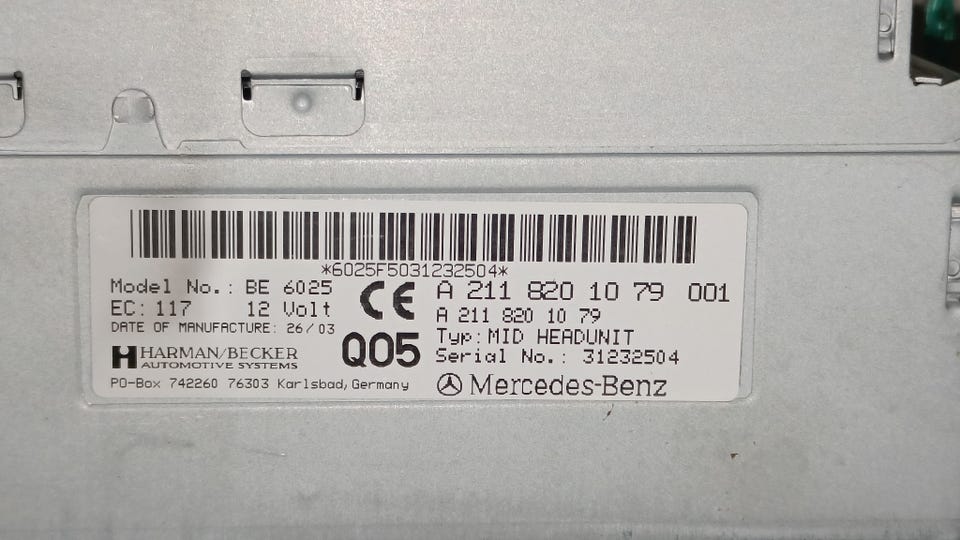 *6025F5031232504*
Model No.: BE 6025
EC: 117 12 Volt
DATE OF MANUFACTURE: 26/03
HARMAN/BECKER
AUTOMOTIVE SYSTEMS
PO-Box 742260 76303 Karlsbad, Germany
CE
Q05
A 211 820 10 79 001
A 211 820 10 79
Typ: MID HEADUNIT
Serial No.: 31232504
Mercedes-Benz